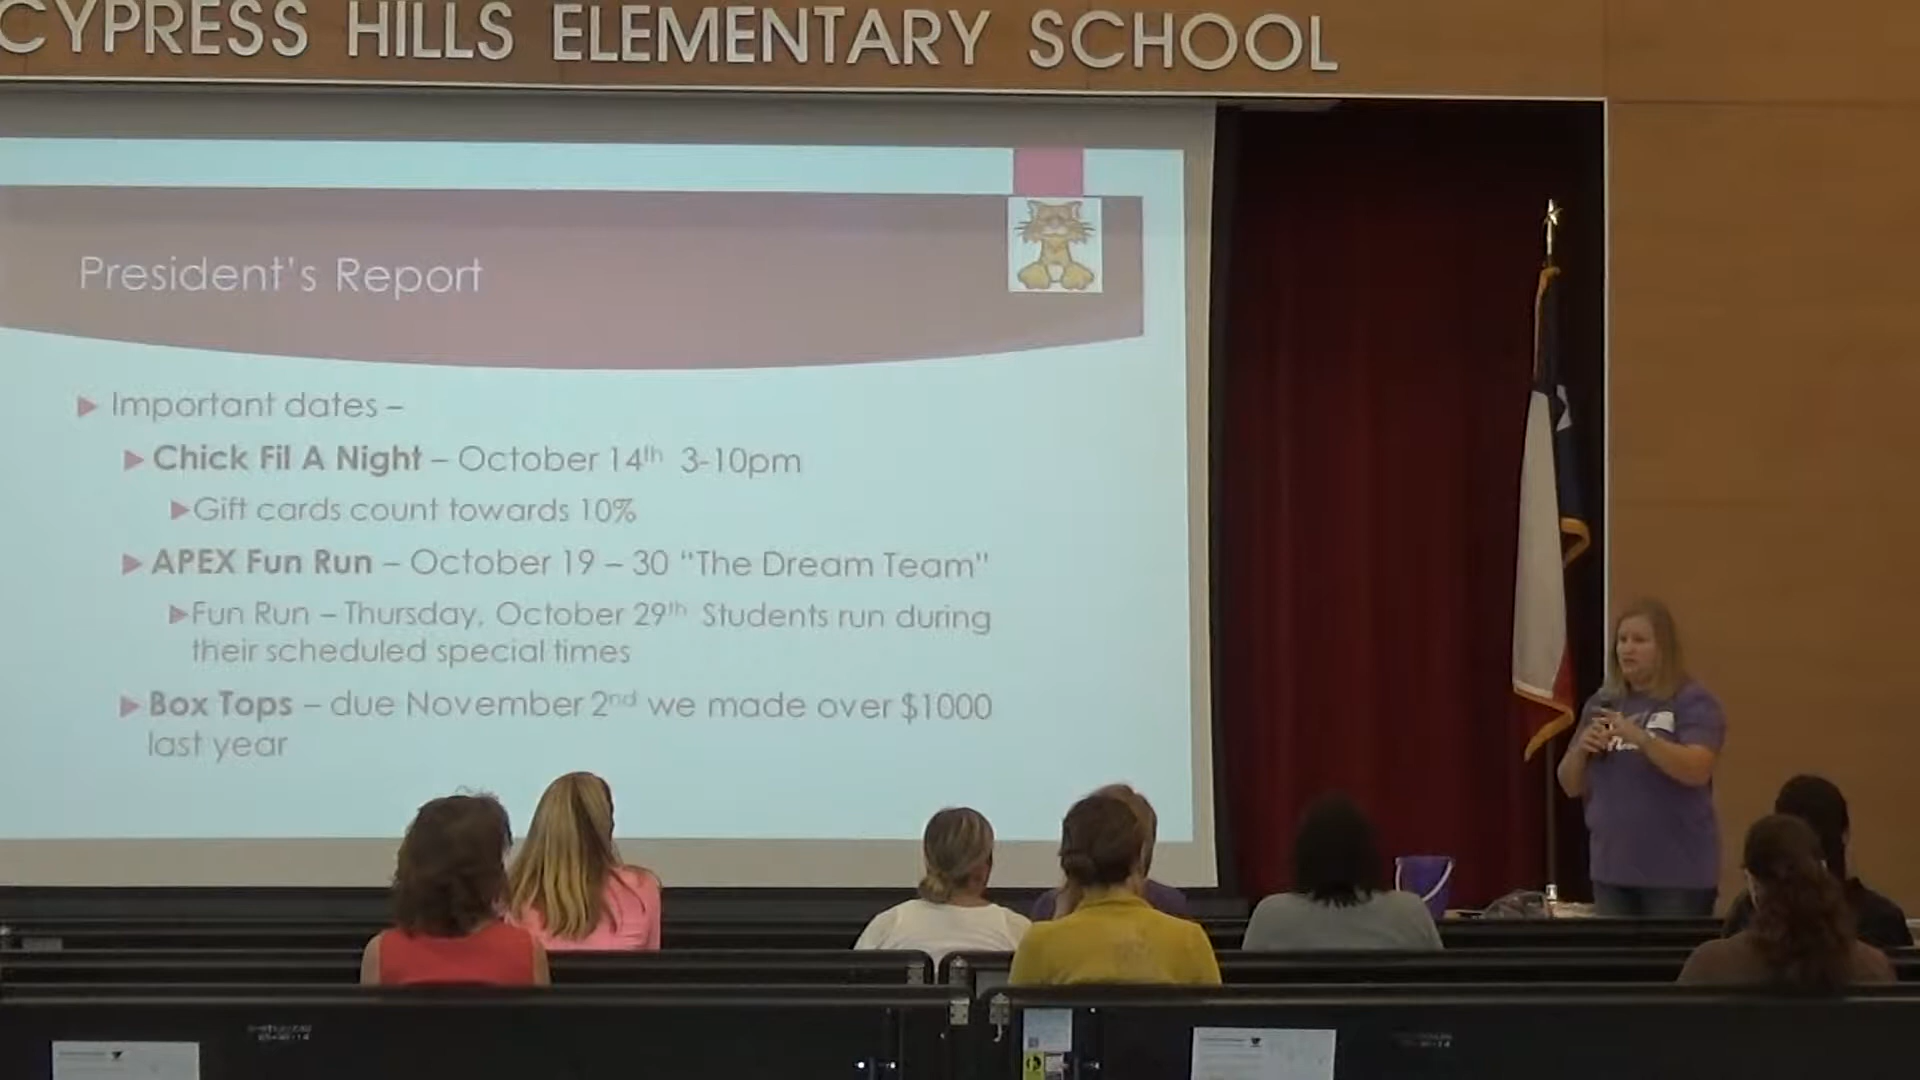 CYPRESS HILLS ELEMENTARY SCHOOL
President's Report
Important dates –
Chick Fil A Night – October 14th 3-10pm
Gift cards count towards 10%
APEX Fun Run – October 19 – 30 "The Dream Team"
Fun Run – Thursday, October 29th Students run during
their scheduled special times
Box Tops – due November 2nd we made over $1000
last year